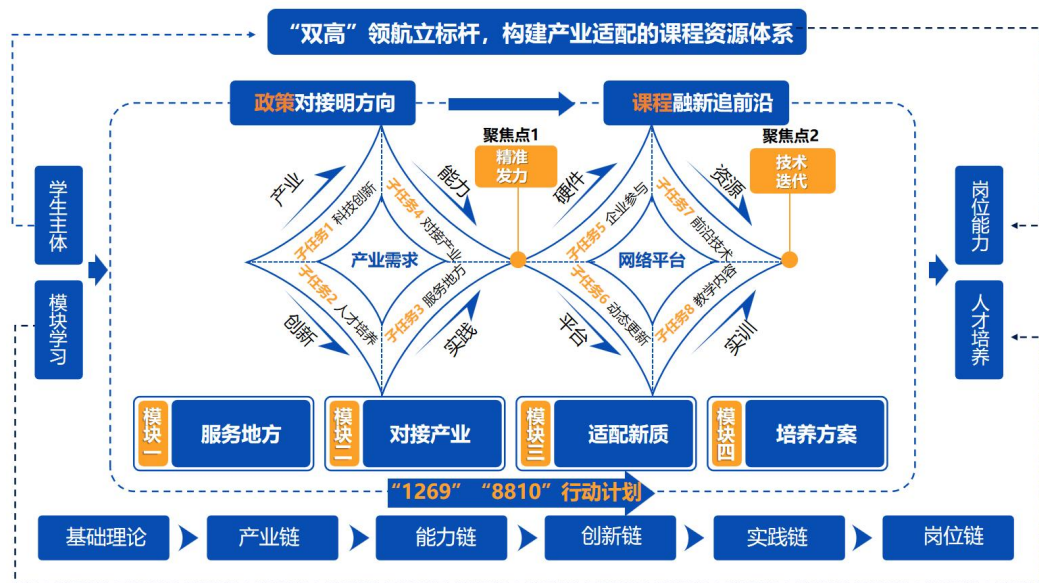 “双高”领航立标杆，构建产业适配的课程资源体系
政策对接明方向
课程融新追前沿
聚焦点1
精准
发力
聚焦点2
技术
迭代
学生主体
模块学习
产业
能力
子任务1 科技创新
子任务4 对接产业
产业需求
子任务2 人才培养
子任务3 服务地方
创新
实践
硬件
资源
子任务5 企业参与
子任务7 前沿技术
网络平台
子任务6 动态更新
子任务8 教学内容
平台
实训
岗位能力
人才培养
模块一
服务地方
模块二
对接产业
模块三
适配新质
模块四
培养方案
“1269” “8810”行动计划
基础理论
产业链
能力链
创新链
实践链
岗位链